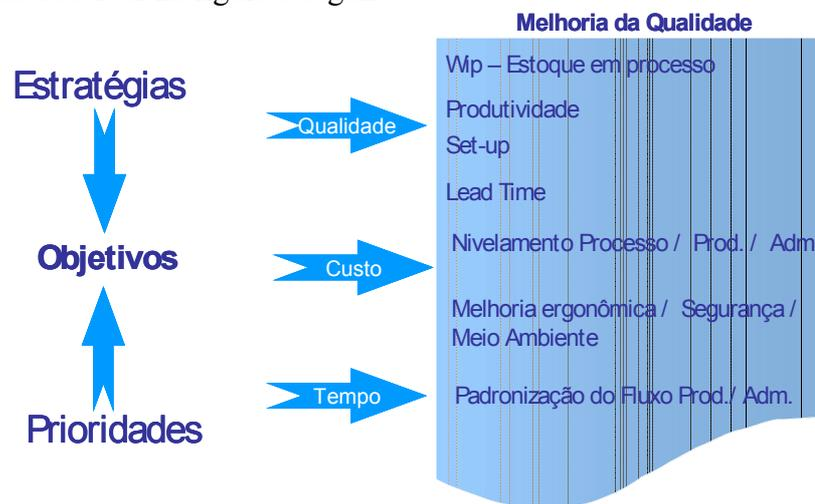 Melhoria da Qualidade
Estratégias
Objetivos
Prioridades
Qualidade
Custo
Tempo
Wip – Estoque em processo
Produtividade
Set-up
Lead Time
Nivelamento Processo / Prod. / Adm
Melhoria ergonômica / Segurança /
Meio Ambiente
Padronização do Fluxo Prod./ Adm.